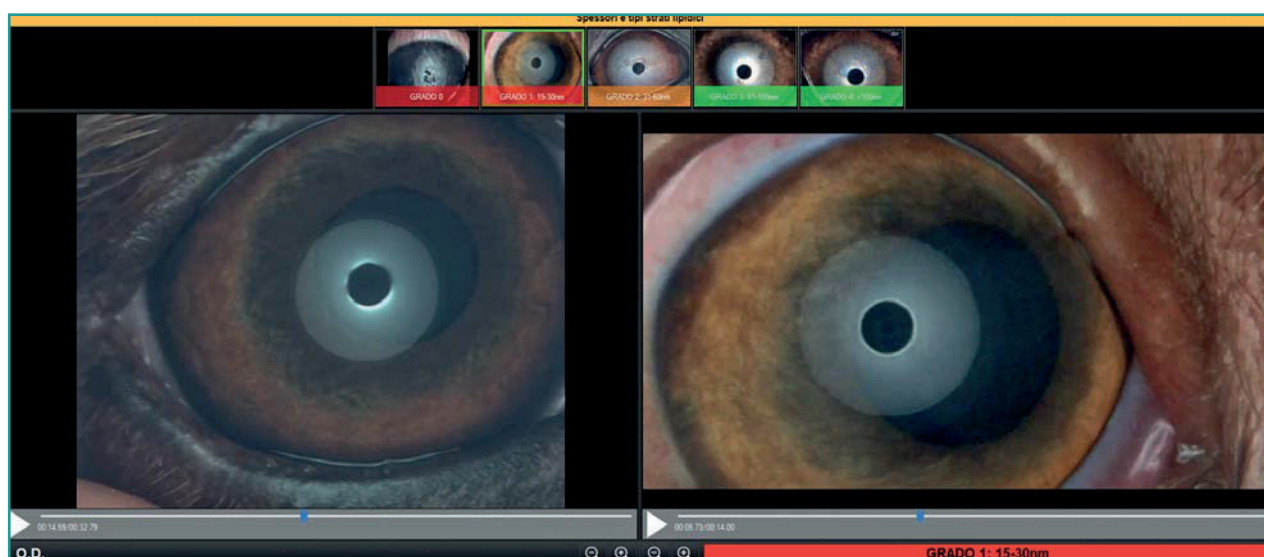 Spessori e tipi strati lipidici
GRADO 0
GRADO 1: 15-30nm
GRADO 2: 31-60nm
GRADO 3: 61-100nm
GRADO 4: >100nm
00:14.59/00:32.79
00:05.73/00:14.00
O.D.
GRADO 1: 15-30nm